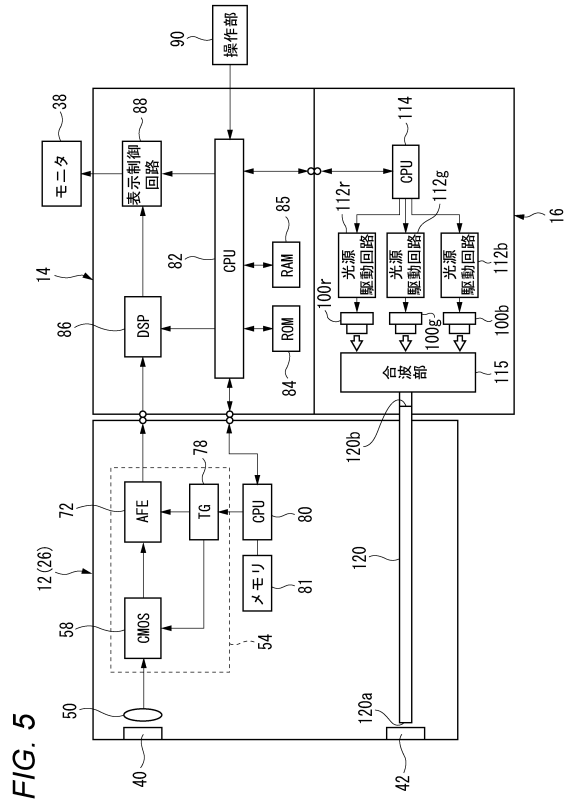 FIG. 5
12(26)
14
38
モニタ
90
操作部
88
表示制御
回路
86
DSP
72
AFE
58
CMOS
50
40
54
78
TG
80
CPU
81
メモリ
82
CPU
84
ROM
85
RAM
114
CPU
112r
光源
駆動回路
112g
光源
駆動回路
112b
光源
駆動回路
100r
100g
100b
合波部
115
16
120b
120
120a
42